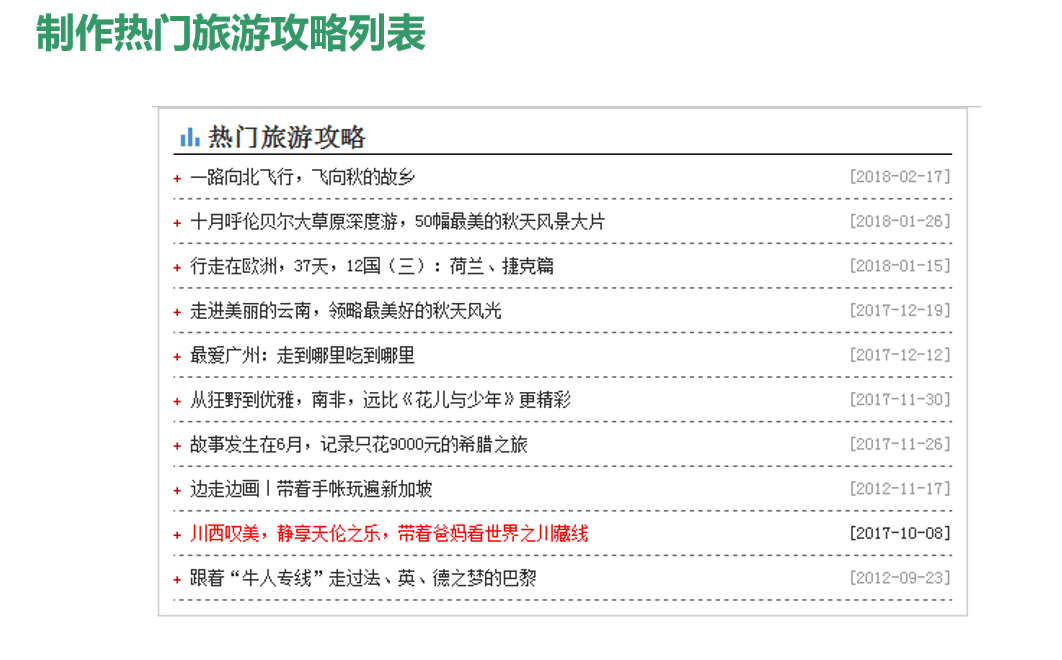 制作热门旅游攻略列表
热门旅游攻略
+ 一路向北飞行，飞向秋的故乡 [2018-02-17]
+ 十月呼伦贝尔大草原深度游，50幅最美的秋天风景大片 [2018-01-26]
+ 行走在欧洲，37天，12国（三）：荷兰、捷克篇 [2018-01-15]
+ 走进美丽的云南，领略最美好的秋天风光 [2017-12-19]
+ 最爱广州：走到哪里吃到哪里 [2017-12-12]
+ 从狂野到优雅，南非，远比《花儿与少年》更精彩 [2017-11-30]
+ 故事发生在6月，记录只花9000元的希腊之旅 [2017-11-26]
+ 边走边画丨带着手帐玩遍新加坡 [2012-11-17]
+ 川西叹美，静享天伦之乐，带着爸妈看世界之川藏线 [2017-10-08]
+ 跟着“牛人专线”走过法、英、德之梦的巴黎 [2012-09-23]